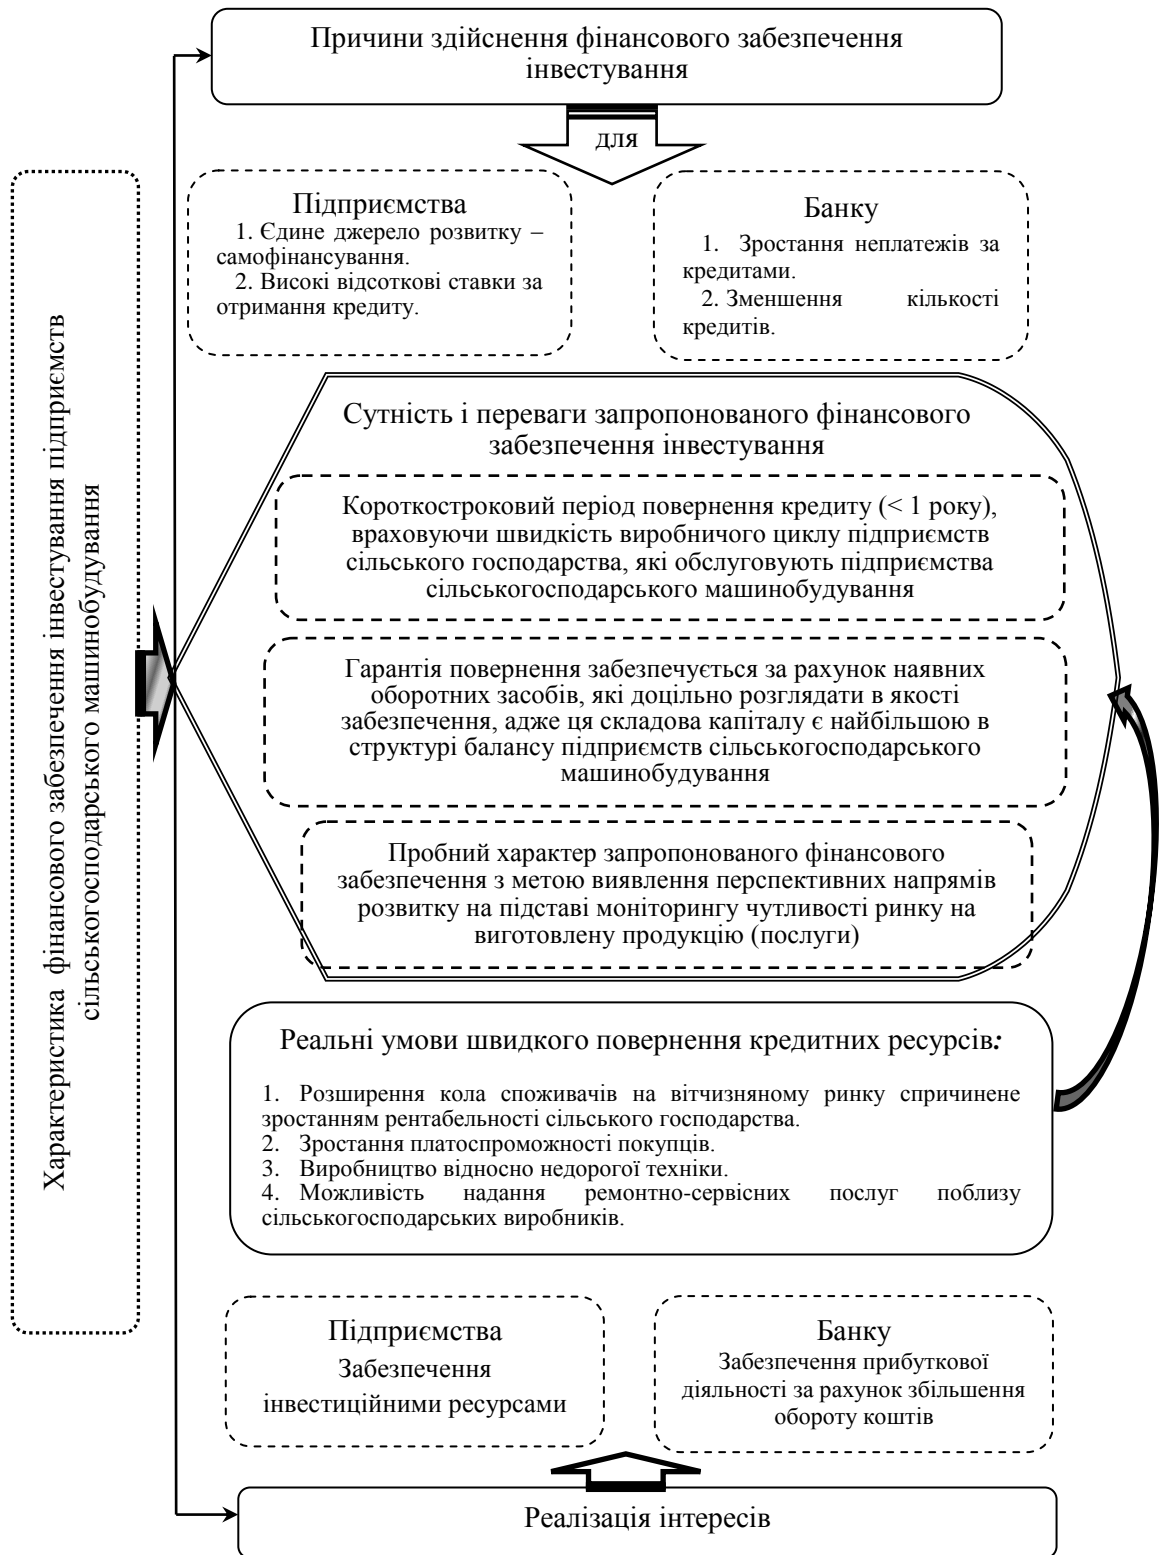 Причини здійснення фінансового забезпечення
інвестування
для
Підприємства
1. Єдине джерело розвитку –
самофінансування.
2. Високі відсоткові ставки за
отримання кредиту.
Банку
1. Зростання неплатежів за
кредитами.
2. Зменшення кількості
кредитів.
Характеристика фінансового забезпечення інвестування підприємств
сільськогосподарського машинобудування
Сутність і переваги запропонованого фінансового
забезпечення інвестування
Короткостроковий період повернення кредиту (< 1 року),
враховуючи швидкість виробничого циклу підприємств
сільського господарства, які обслуговують підприємства
сільськогосподарського машинобудування
Гарантія повернення забезпечується за рахунок наявних
оборотних засобів, які доцільно розглядати в якості
забезпечення, адже ця складова капіталу є найбільшою в
структурі балансу підприємств сільськогосподарського
машинобудування
Пробний характер запропонованого фінансового
забезпечення з метою виявлення перспективних напрямів
розвитку на підставі моніторингу чутливості ринку на
виготовлену продукцію (послуги)
Реальні умови швидкого повернення кредитних ресурсів:
1. Розширення кола споживачів на вітчизняному ринку спричинене
зростанням рентабельності сільського господарства.
2. Зростання платоспроможності покупців.
3. Виробництво відносно недорогої техніки.
4. Можливість надання ремонтно-сервісних послуг поблизу
сільськогосподарських виробників.
Підприємства
Забезпечення
інвестиційними ресурсами
Банку
Забезпечення прибуткової
діяльності за рахунок збільшення
обороту коштів
Реалізація інтересів